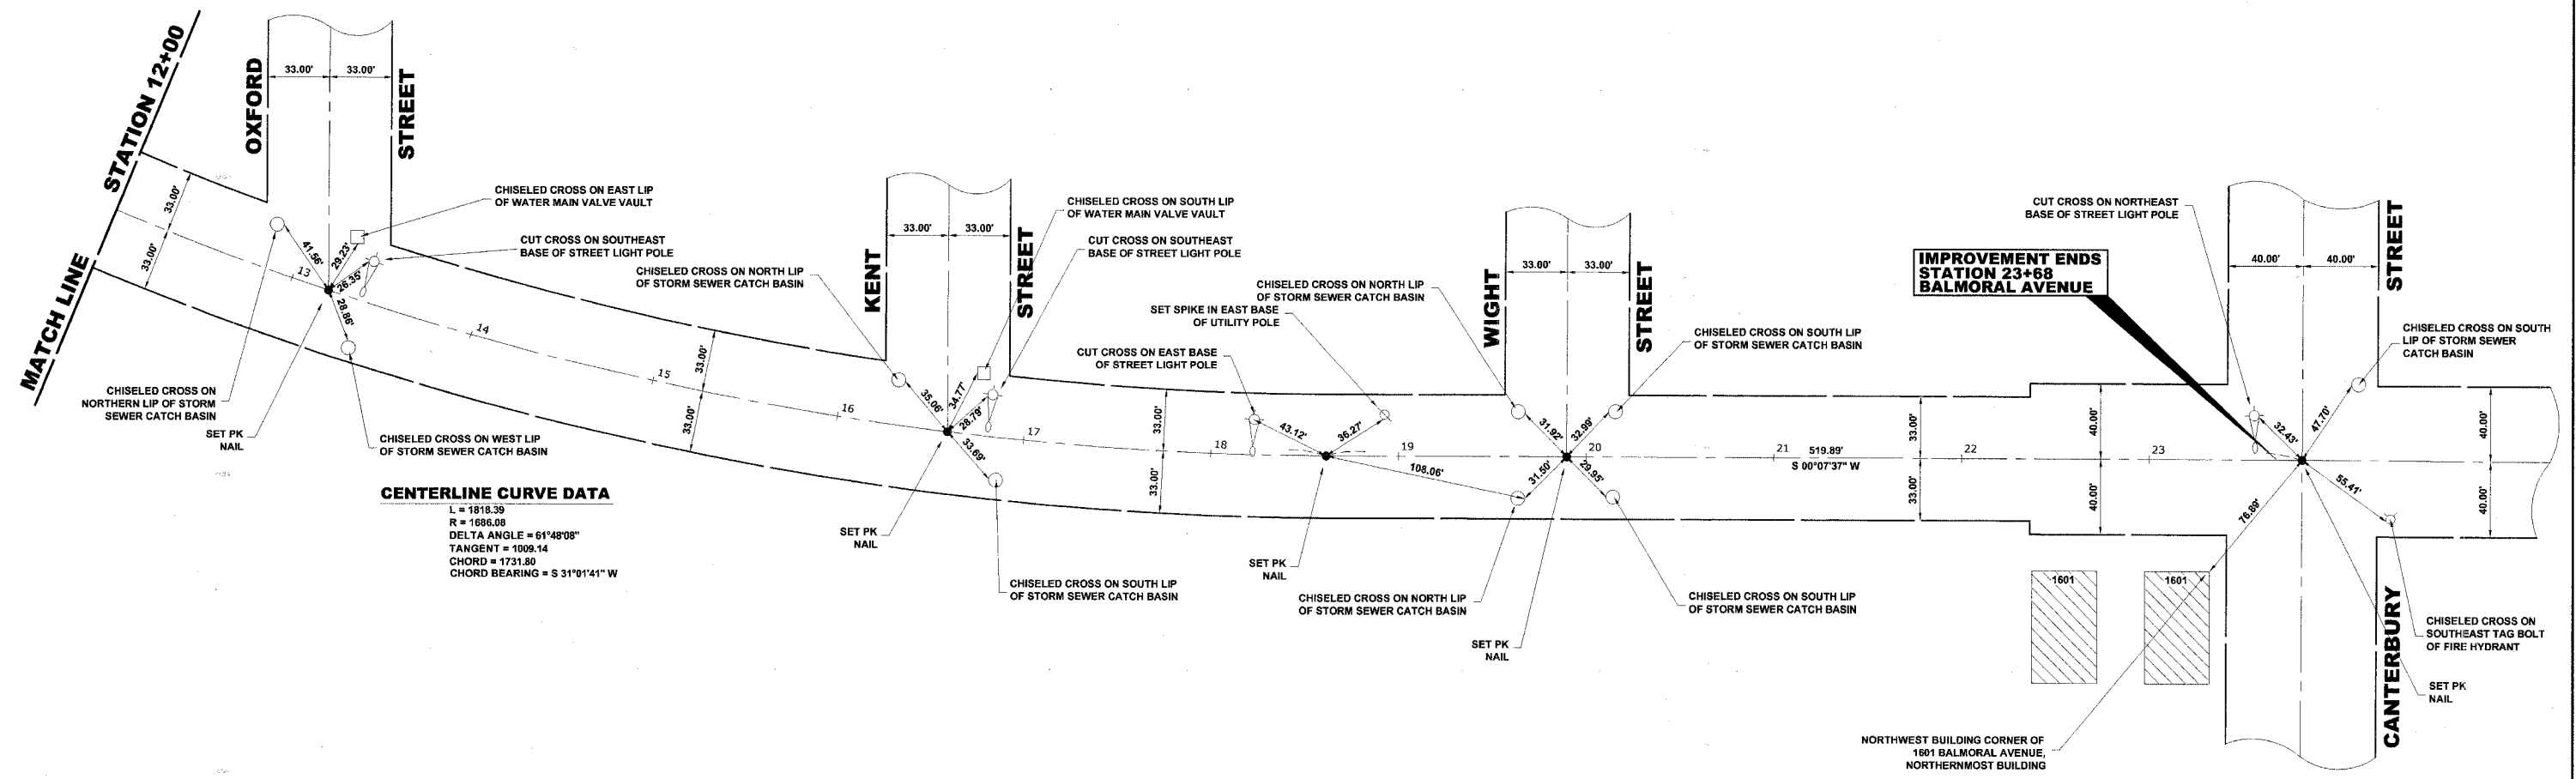 MATCH LINE
STATION 12+00
OXFORD
STREET
33.00'
33.00'
33.00'
33.00'
CHISELED CROSS ON EAST LIP
OF WATER MAIN VALVE VAULT
CUT CROSS ON SOUTHEAST
BASE OF STREET LIGHT POLE
41.56'
29.23'
26.35'
28.86'
13
14
CHISELED CROSS ON
NORTHERN LIP OF STORM
SEWER CATCH BASIN
SET PK
NAIL
CHISELED CROSS ON WEST LIP
OF STORM SEWER CATCH BASIN
CENTERLINE CURVE DATA
L = 1818.39
R = 1686.08
DELTA ANGLE = 61°48'08"
TANGENT = 1009.14
CHORD = 1731.80
CHORD BEARING = S 31°01'41" W
33.00'
33.00'
15
16
KENT
STREET
33.00'
33.00'
CHISELED CROSS ON NORTH LIP
OF STORM SEWER CATCH BASIN
CHISELED CROSS ON SOUTH LIP
OF WATER MAIN VALVE VAULT
CUT CROSS ON SOUTHEAST
BASE OF STREET LIGHT POLE
35.06'
34.77'
28.79'
33.69'
17
SET PK
NAIL
CHISELED CROSS ON SOUTH LIP
OF STORM SEWER CATCH BASIN
33.00'
33.00'
18
CUT CROSS ON EAST BASE
OF STREET LIGHT POLE
SET SPIKE IN EAST BASE
OF UTILITY POLE
43.12'
36.27'
108.06'
19
SET PK
NAIL
WIGHT
STREET
33.00'
33.00'
CHISELED CROSS ON NORTH LIP
OF STORM SEWER CATCH BASIN
CHISELED CROSS ON SOUTH LIP
OF STORM SEWER CATCH BASIN
31.92'
32.99'
31.50'
29.95'
20
CHISELED CROSS ON NORTH LIP
OF STORM SEWER CATCH BASIN
CHISELED CROSS ON SOUTH LIP
OF STORM SEWER CATCH BASIN
SET PK
NAIL
21
519.89'
S 00°07'37" W
33.00'
33.00'
22
40.00'
40.00'
23
IMPROVEMENT ENDS
STATION 23+68
BALMORAL AVENUE
CUT CROSS ON NORTHEAST
BASE OF STREET LIGHT POLE
40.00'
40.00'
STREET
CANTERBURY
CHISELED CROSS ON SOUTH
LIP OF STORM SEWER
CATCH BASIN
32.43'
47.70'
76.89'
55.41'
40.00'
40.00'
1601
1601
CHISELED CROSS ON
SOUTHEAST TAG BOLT
OF FIRE HYDRANT
SET PK
NAIL
NORTHWEST BUILDING CORNER OF
1601 BALMORAL AVENUE,
NORTHERNMOST BUILDING